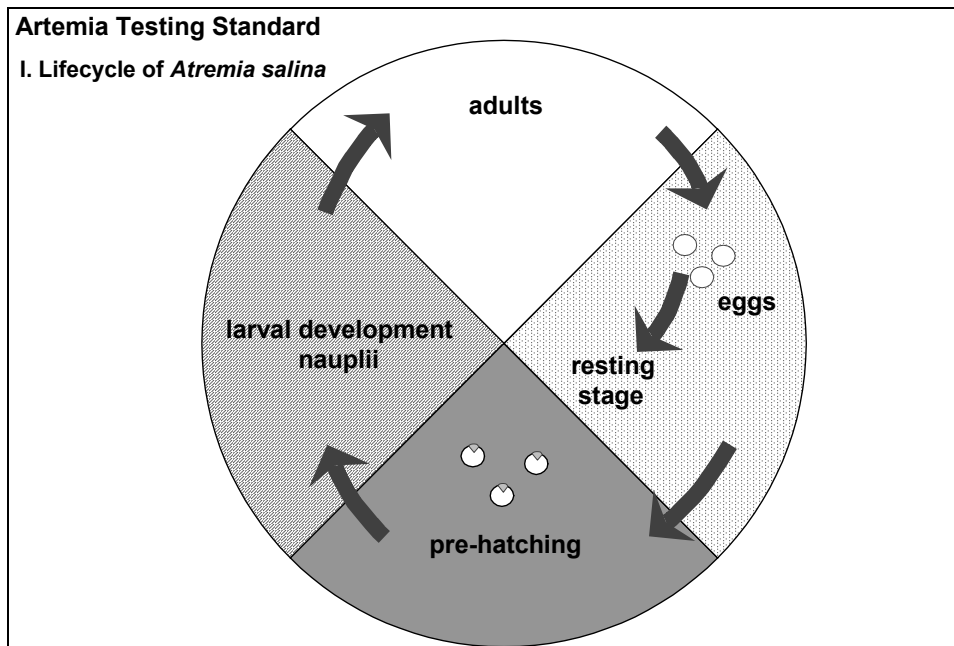 Artemia Testing Standard
I. Lifecycle of Atremia salina
adults
eggs
resting
stage
pre-hatching
larval development
nauplii